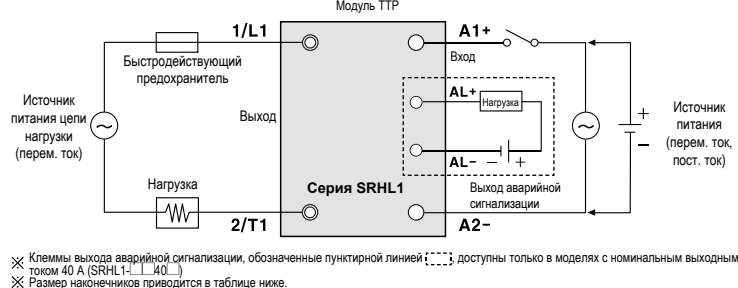 Модуль ТТР
1/L1
A1+
Быстродействующий
предохранитель
Вход
AL+
Нагрузка
Источник
питания цепи
нагрузки
(перем. ток)
Выход
Источник
питания
(перем. ток,
пост. ток)
+
−
AL−
− +
Нагрузка
Серия SRHL1
Выход аварийной
сигнализации
2/T1
A2−
※ Клеммы выхода аварийной сигнализации, обозначенные пунктирной линией , доступны только в моделях с номинальным выходным
током 40 А (SRHL1-□□40□)
※ Размер наконечников приводится в таблице ниже.